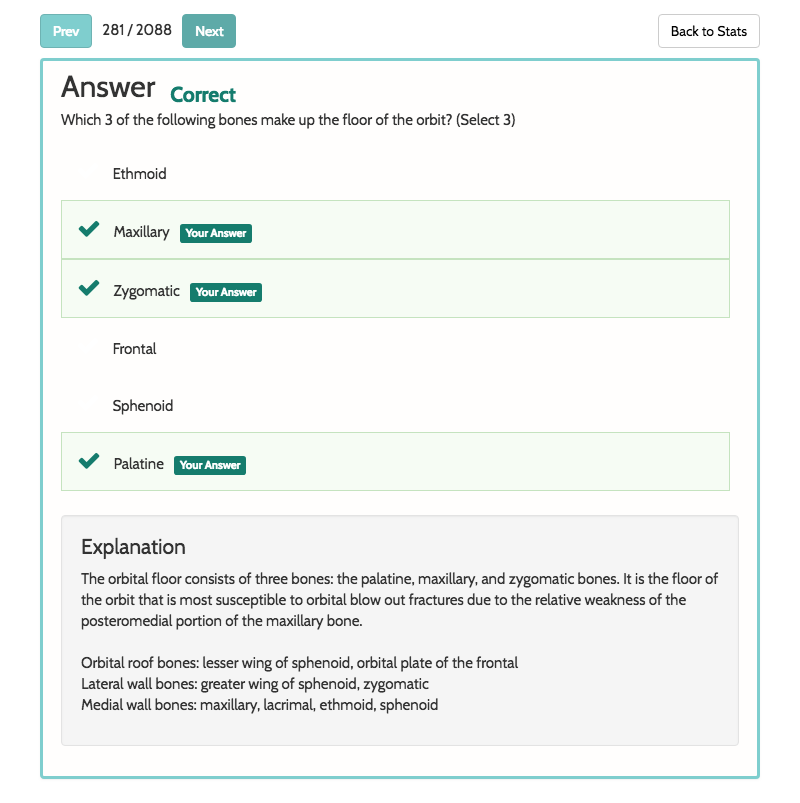 Prev 281 / 2088 Next Back to Stats
Answer Correct
Which 3 of the following bones make up the floor of the orbit? (Select 3)
Ethmoid
Maxillary Your Answer
Zygomatic Your Answer
Frontal
Sphenoid
Palatine Your Answer
Explanation
The orbital floor consists of three bones: the palatine, maxillary, and zygomatic bones. It is the floor of
the orbit that is most susceptible to orbital blow out fractures due to the relative weakness of the
posteromedial portion of the maxillary bone.
Orbital roof bones: lesser wing of sphenoid, orbital plate of the frontal
Lateral wall bones: greater wing of sphenoid, zygomatic
Medial wall bones: maxillary, lacrimal, ethmoid, sphenoid